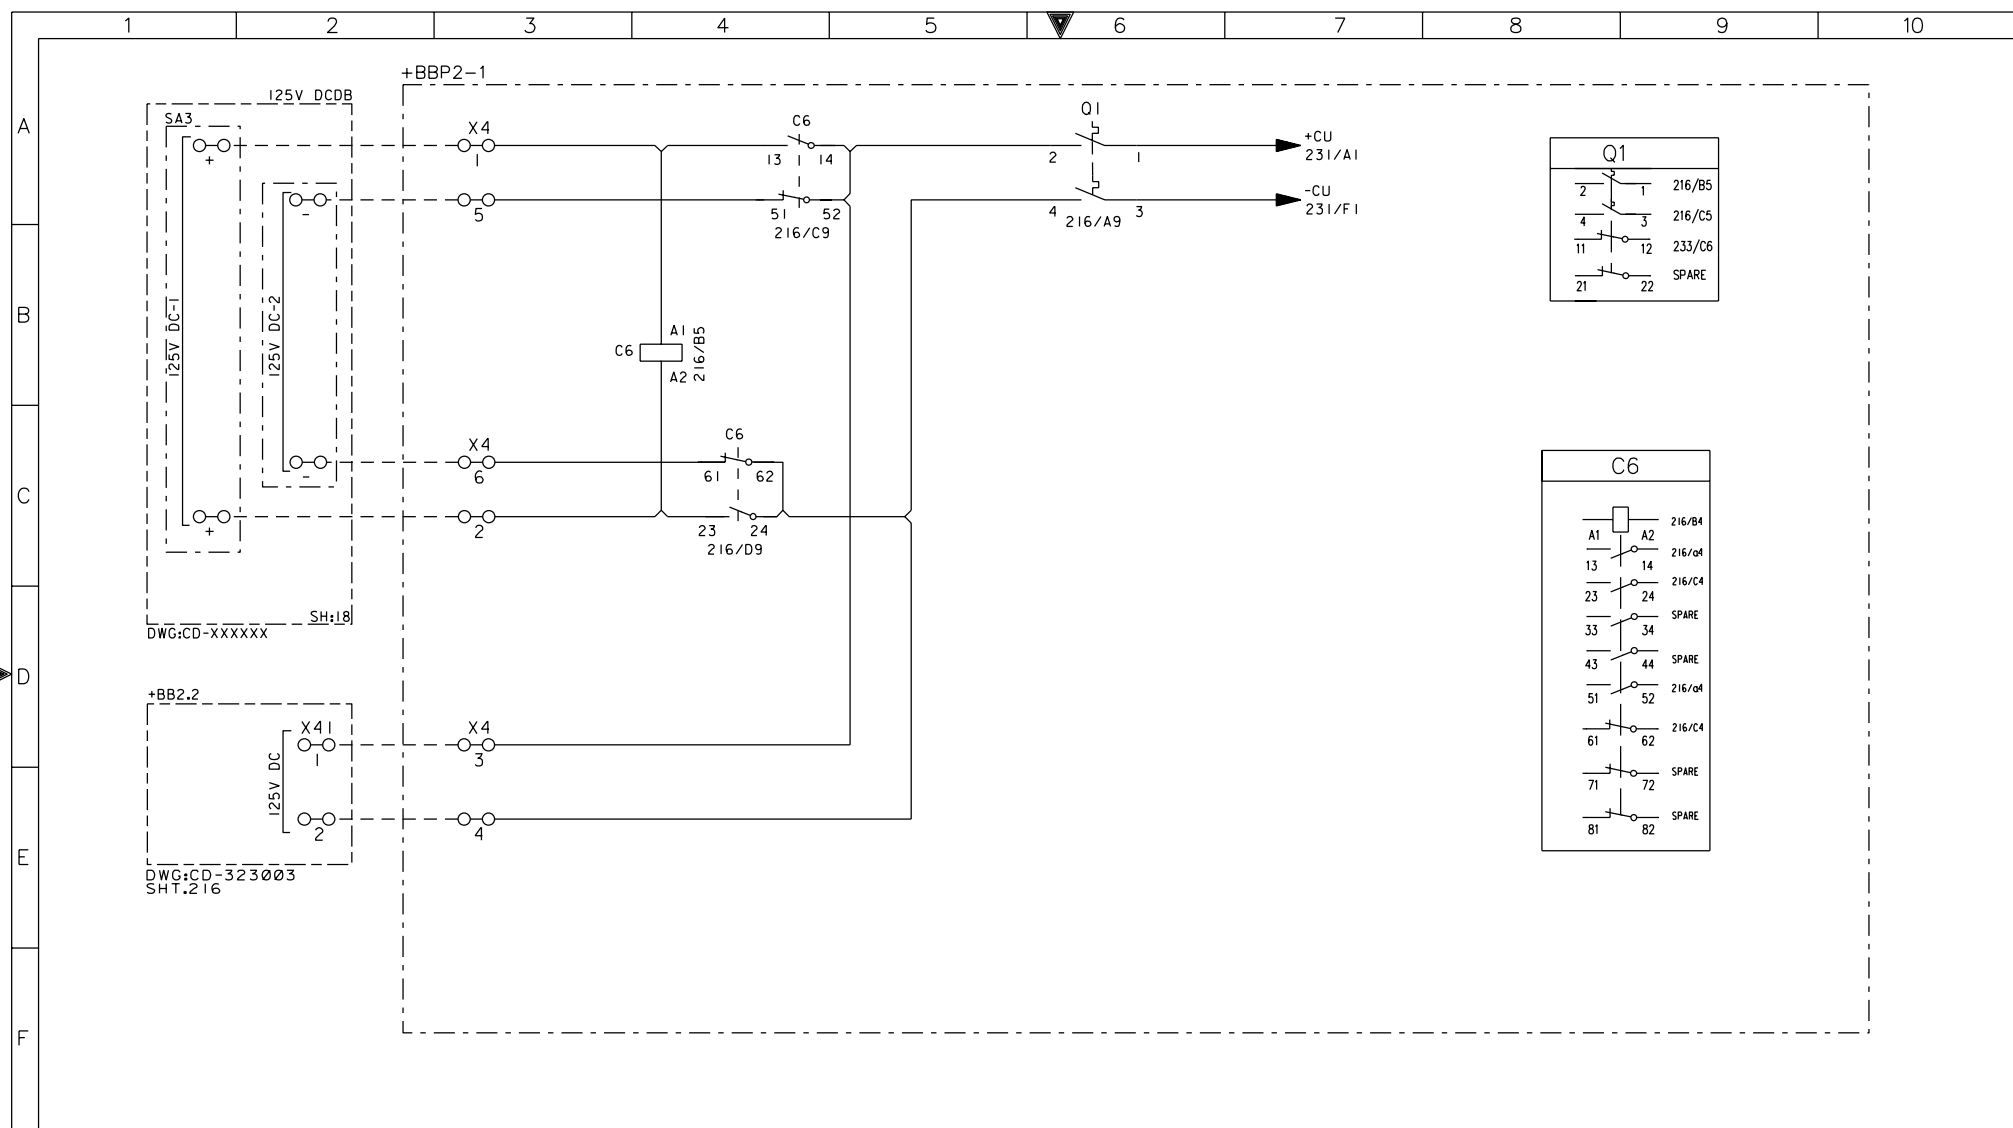 1 2 3 4 5 6 7 8 9 10
A
B
C
D
E
F
+BBP2-1
125V DCDB
SA3
+
-
125V DC-1
125V DC-2
-
+
SH:18
DWG:CD-XXXXXX
X4
1
5
C6
13 14
51 52
216/C9
Q1
2 1
4 3
216/A9
+CU
231/A1
-CU
231/F1
C6
A1
A2
216/B5
X4
6
2
C6
61 62
23 24
216/D9
+BB2.2
X41
1
2
125V DC
DWG:CD-323003
SHT.216
X4
3
4
Q1
2 1 216/B5
4 3 216/C5
11 12 233/C6
21 22 SPARE
C6
A1 A2 216/B4
13 14 216/a4
23 24 216/C4
33 34 SPARE
43 44 SPARE
51 52 216/a4
61 62 216/C4
71 72 SPARE
81 82 SPARE